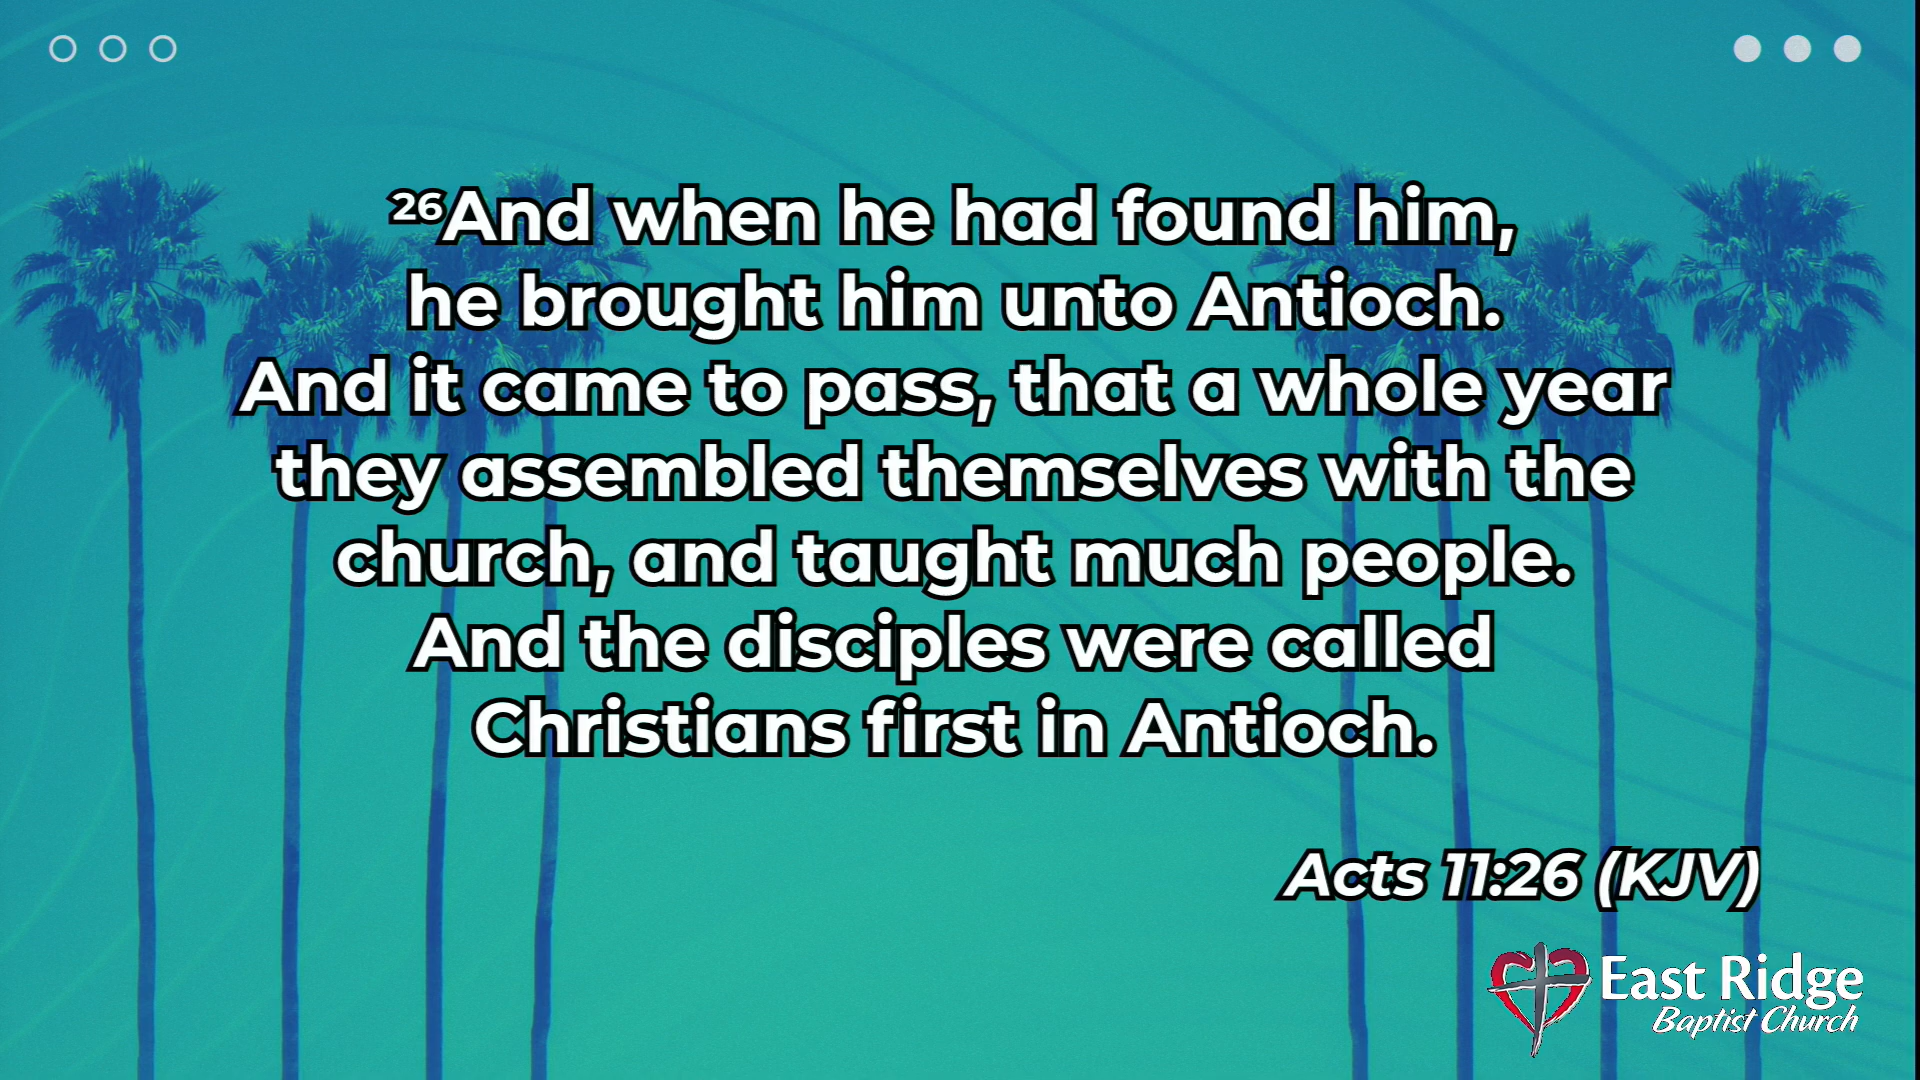 ²⁶And when he had found him,
he brought him unto Antioch.
And it came to pass, that a whole year
they assembled themselves with the
church, and taught much people.
And the disciples were called
Christians first in Antioch.
Acts 11:26 (KJV)
East Ridge
Baptist Church